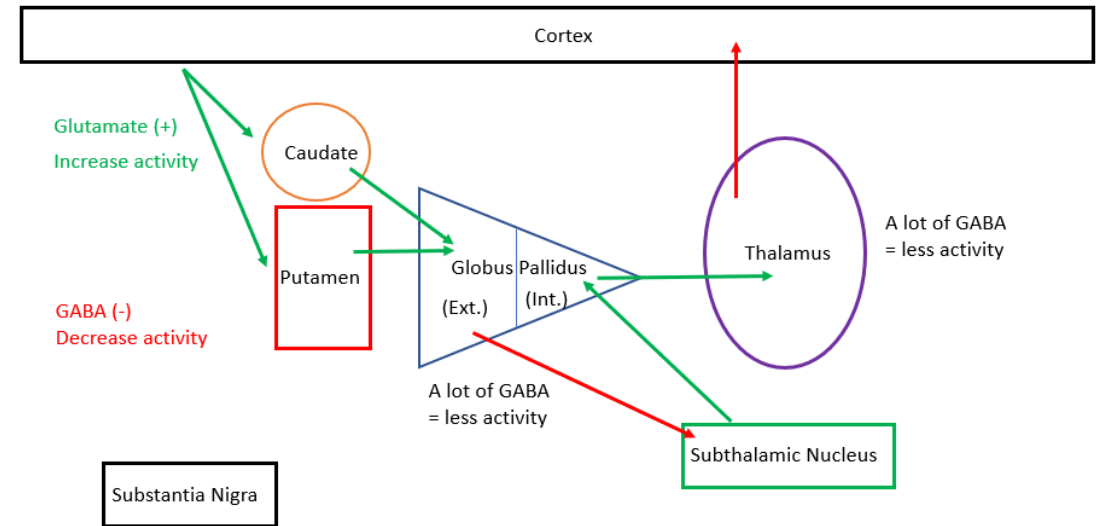 Cortex
Glutamate (+)
Increase activity
Caudate
A lot of GABA
= less activity
Thalamus
Globus Pallidus
(Ext.) (Int.)
Putamen
GABA (-)
Decrease activity
A lot of GABA
= less activity
Subthalamic Nucleus
Substantia Nigra